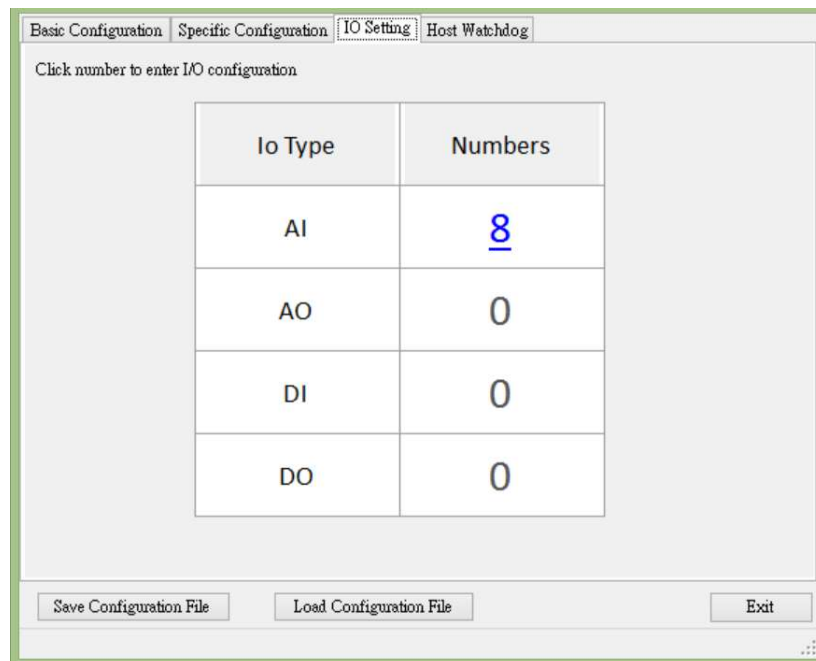 Basic Configuration Specific Configuration IO Setting Host Watchdog
Click number to enter I/O configuration
Io Type Numbers
AI 8
AO 0
DI 0
DO 0
Save Configuration File Load Configuration File Exit